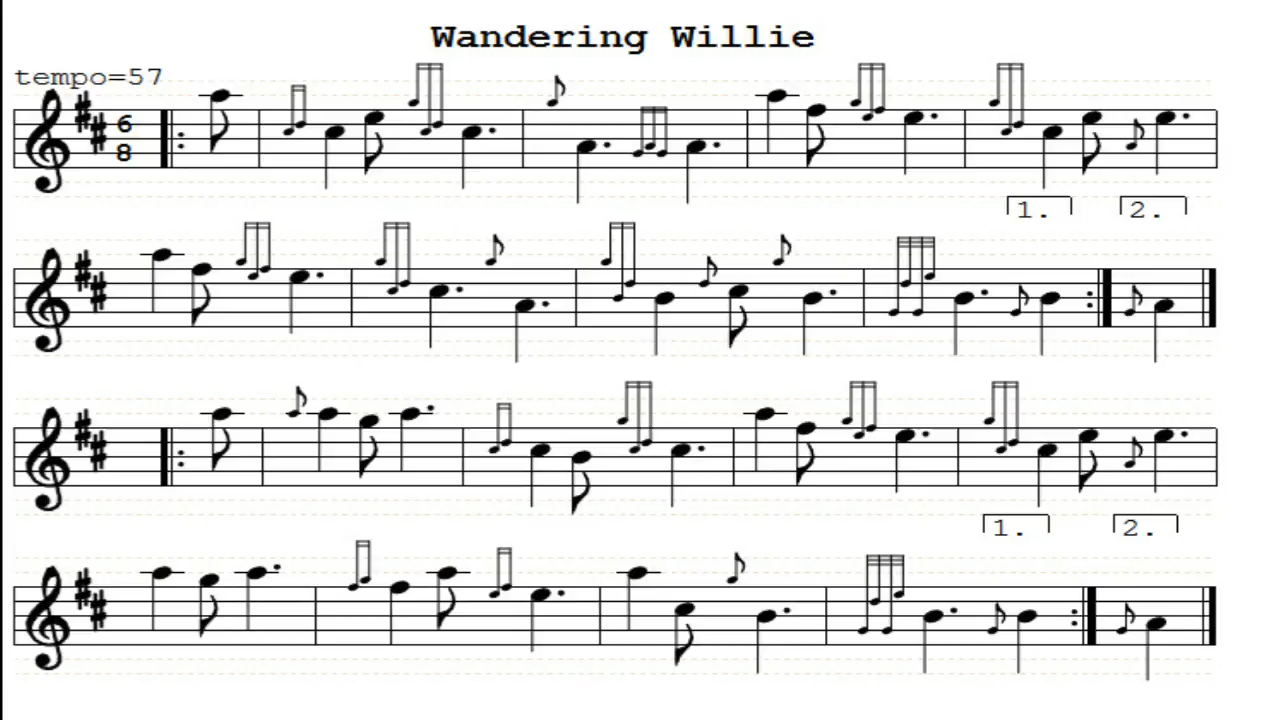 Wandering Willie
tempo=57
6
8
1. 2.
1. 2.